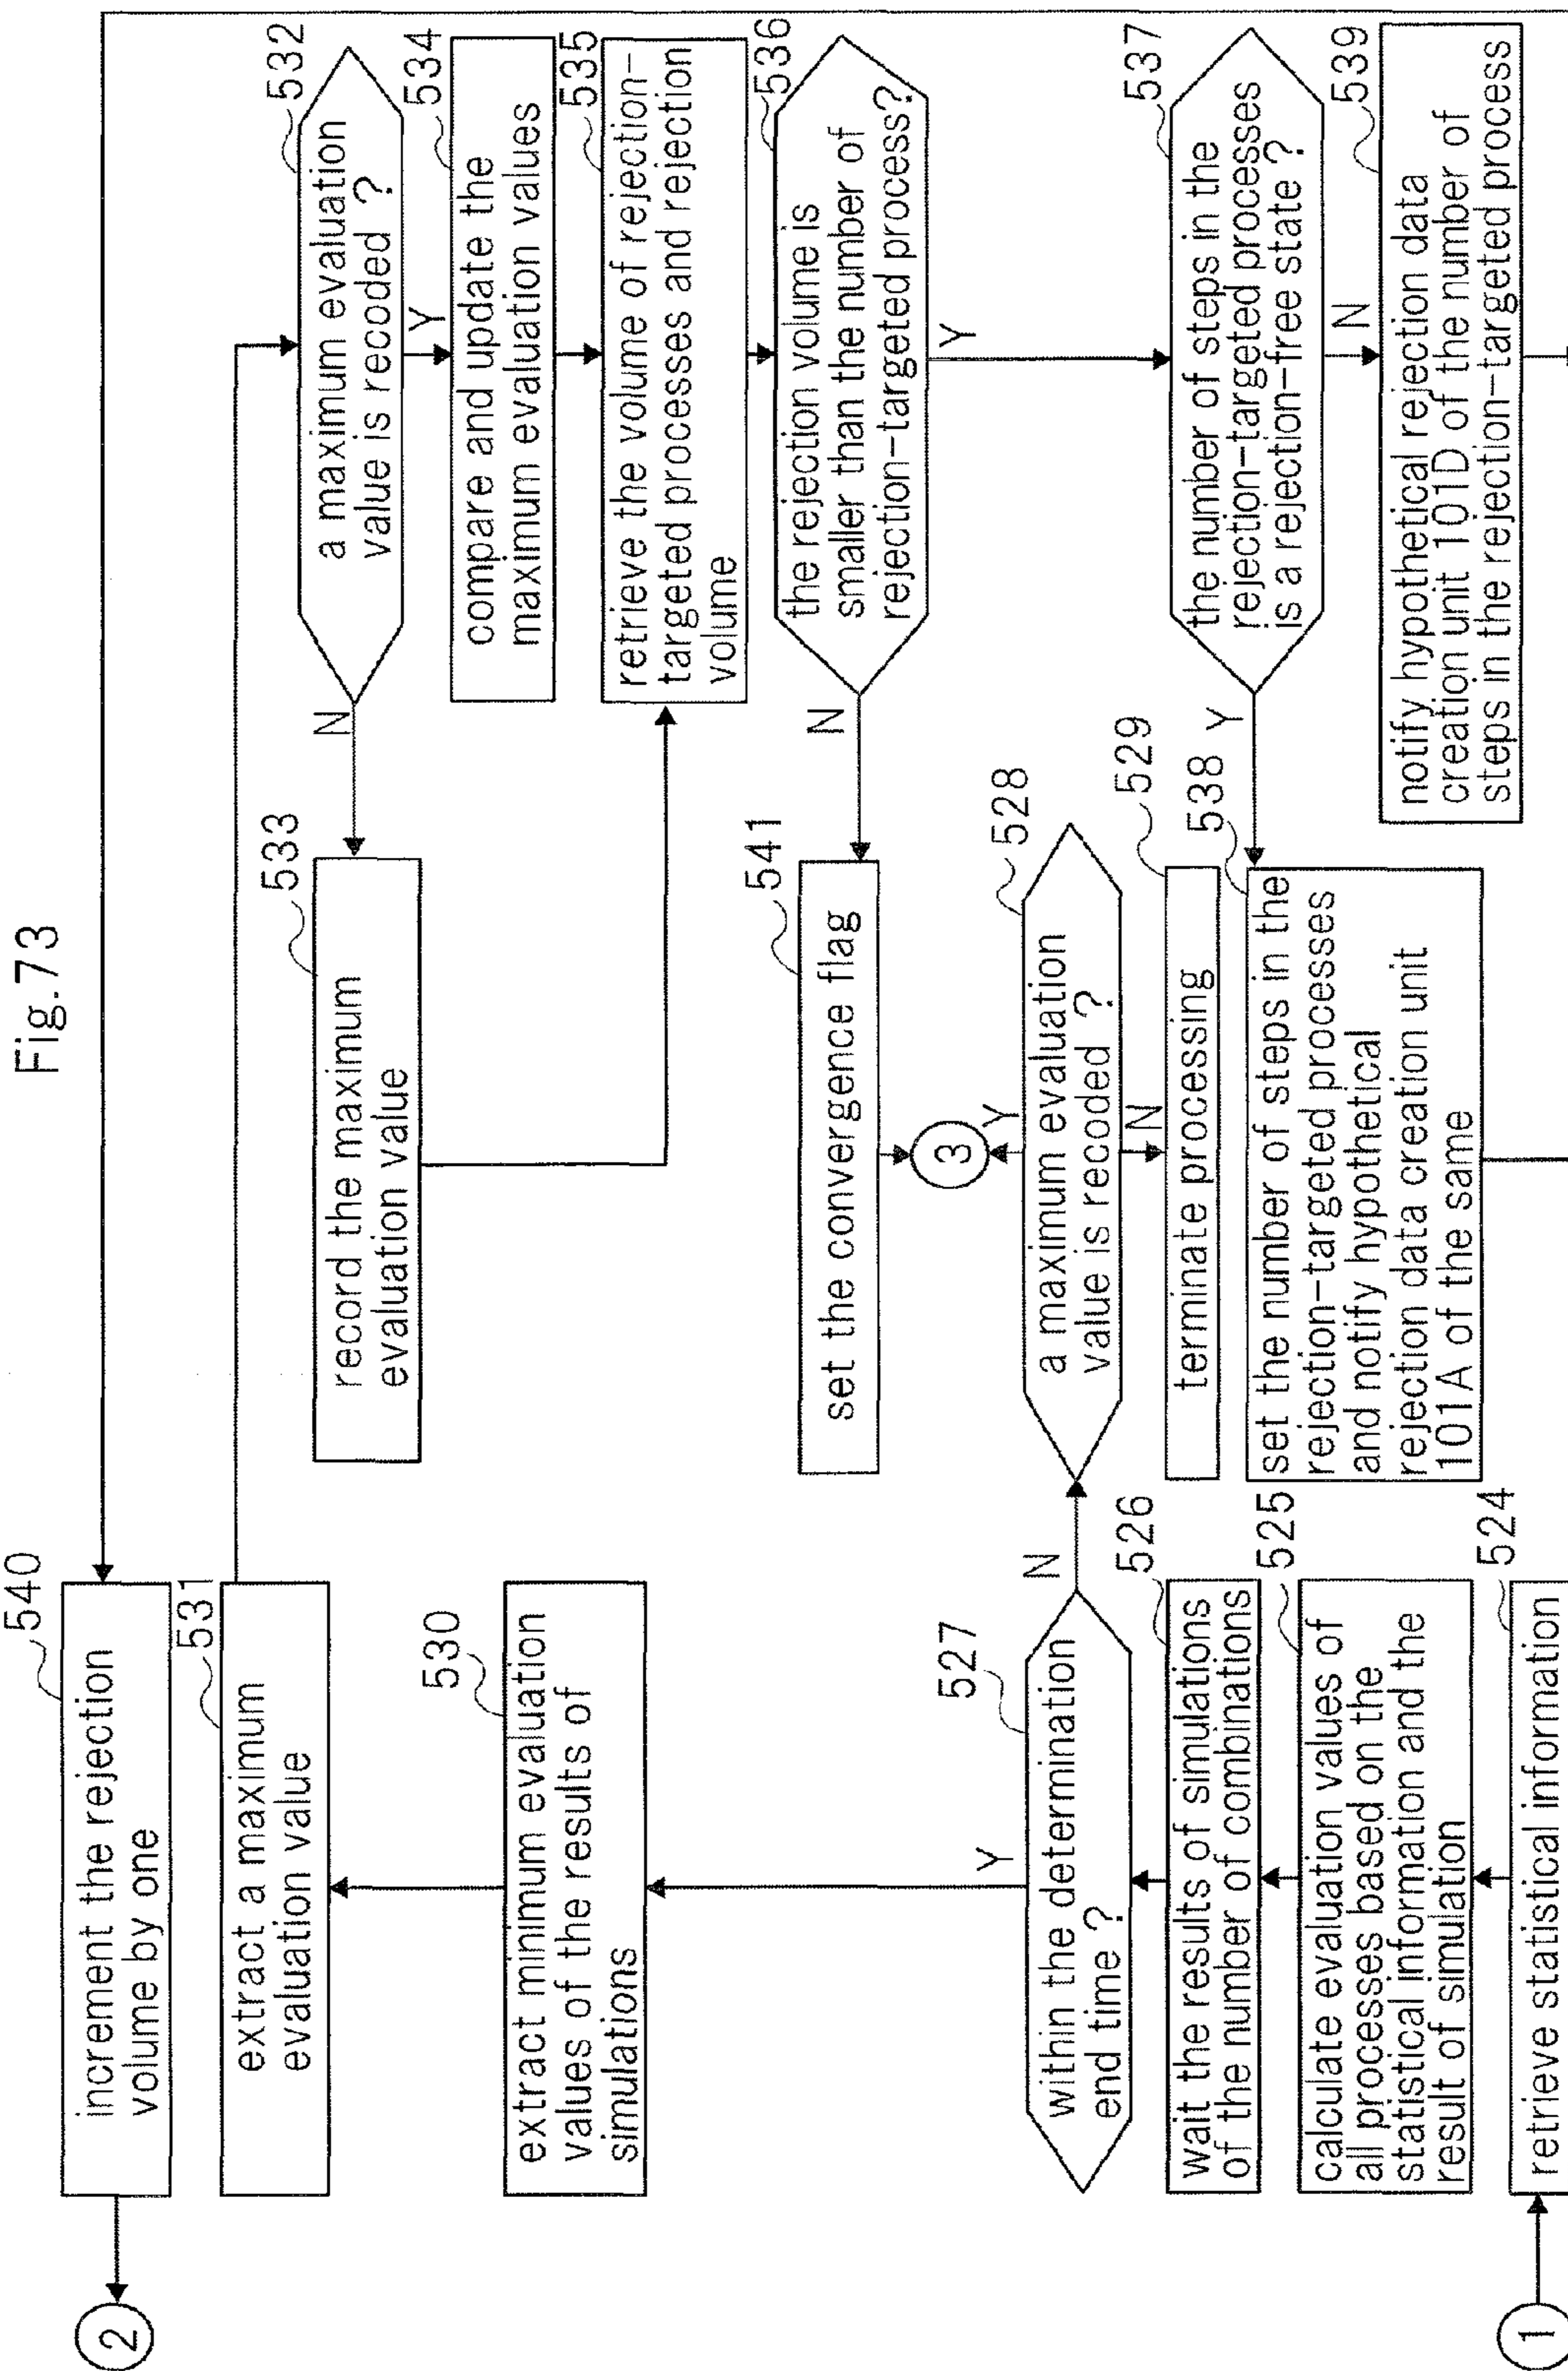 Fig.73
2
540
increment the rejection
volume by one
531
extract a maximum
evaluation value
530
extract minimum evaluation
values of the results of
simulations
527
within the determination
end time ?
Y
N
526
wait the results of simulations
of the number of combinations
525
calculate evaluation values of
all processes based on the
statistical information and the
result of simulation
524
retrieve statistical information
1
533
record the maximum
evaluation value
541
set the convergence flag
3
Y
528
a maximum evaluation
value is recoded ?
N
529
terminate processing
538
set the number of steps in the
rejection-targeted processes
and notify hypothetical
rejection data creation unit
101A of the same
532
a maximum evaluation
value is recoded ?
N
Y
534
compare and update the
maximum evaluation values
535
retrieve the volume of rejection-
targeted processes and rejection
volume
536
the rejection volume is
smaller than the number of
rejection-targeted process?
N
Y
537
the number of steps in the
rejection-targeted processes
is a rejection-free state ?
Y
N
539
notify hypothetical rejection data
creation unit 101D of the number of
steps in the rejection-targeted process